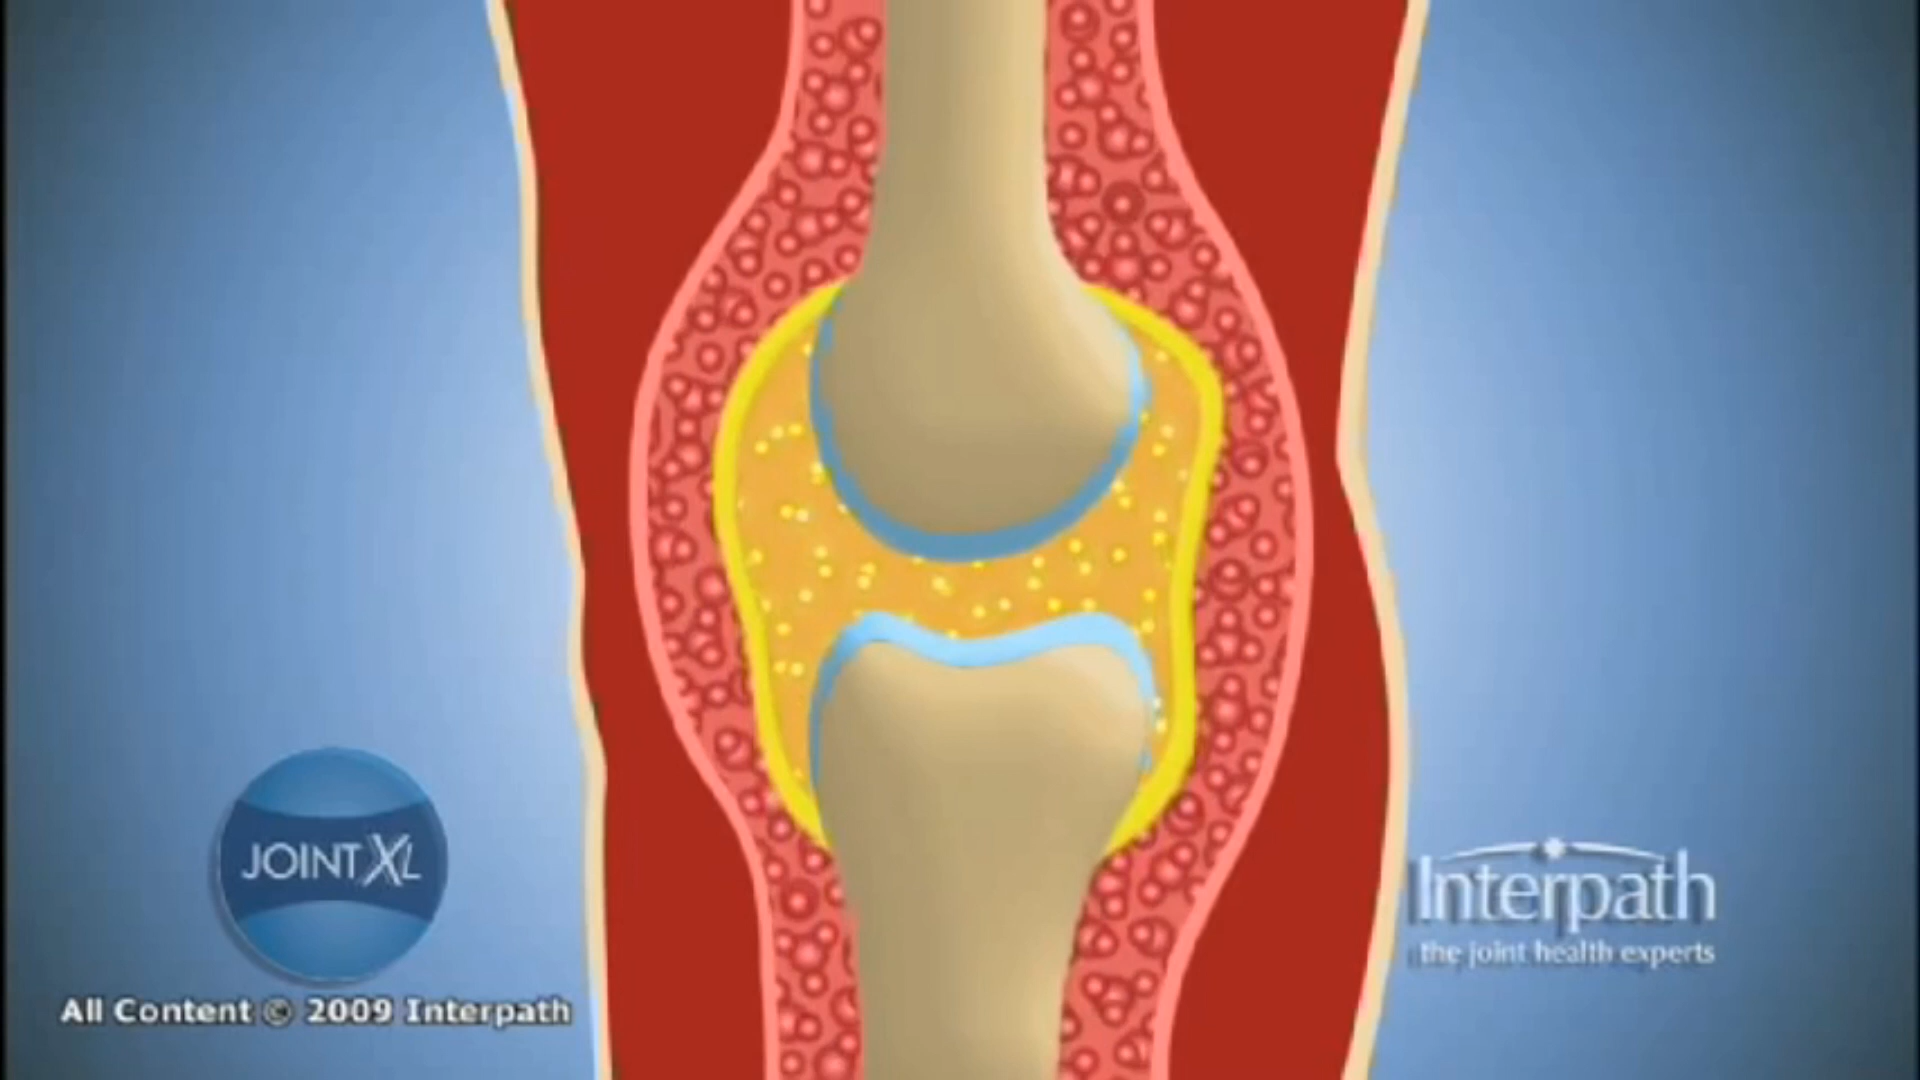 JOINT XL
Interpath
the joint health experts
All Content © 2009 Interpath